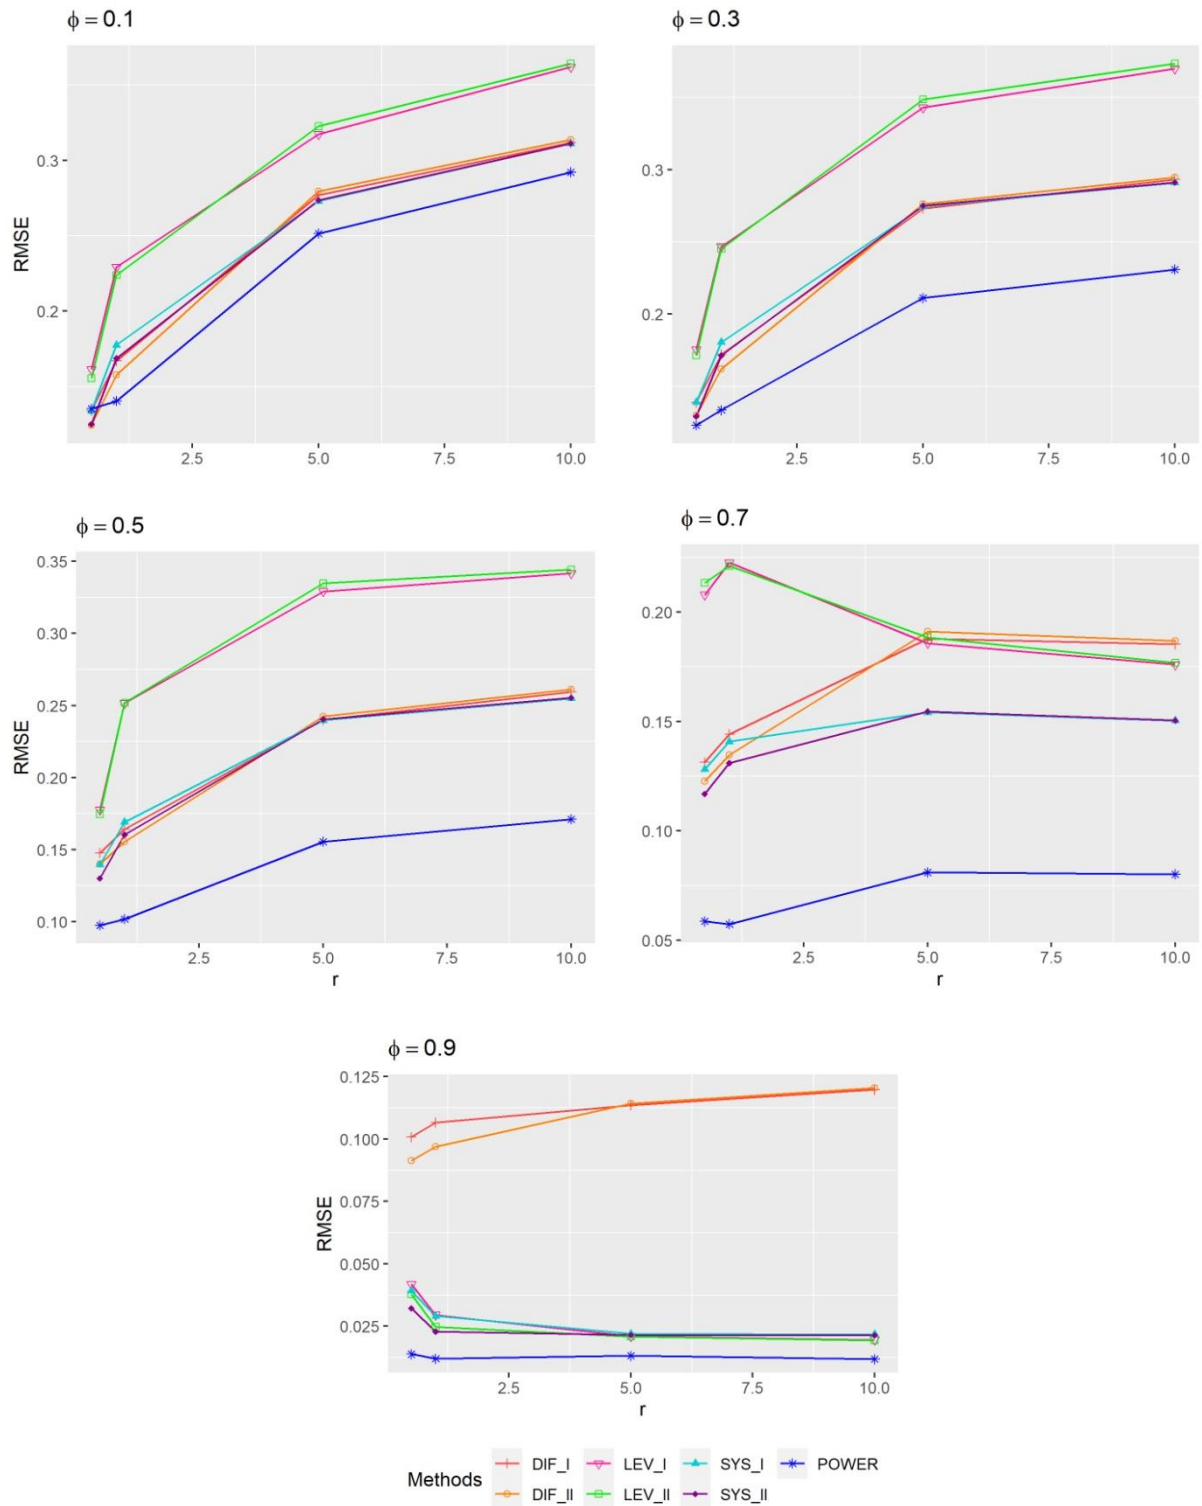 ϕ = 0.1
ϕ = 0.3
RMSE
0.3
0.2
2.5 5.0 7.5 10.0
0.3
0.2
2.5 5.0 7.5 10.0
ϕ = 0.5
ϕ = 0.7
RMSE
0.35
0.30
0.25
0.20
0.15
0.10
2.5 5.0 7.5 10.0
r
0.20
0.15
0.10
0.05
2.5 5.0 7.5 10.0
r
ϕ = 0.9
RMSE
0.125
0.100
0.075
0.050
0.025
2.5 5.0 7.5 10.0
r
Methods
DIF_I LEV_I SYS_I POWER
DIF_II LEV_II SYS_II